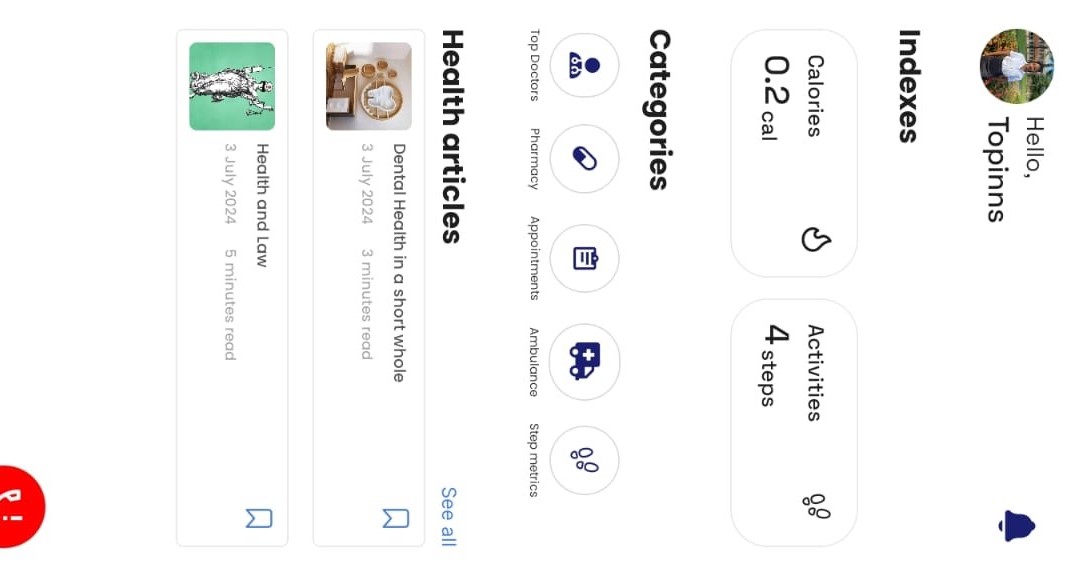 Hello,
Topinns
Indexes
Calories
0.2 cal
Activities
4 steps
Categories
Top Doctors
Pharmacy
Appointments
Ambulance
Step metrics
Health articles
See all
Dental Health in a short whole
3 July 2024 3 minutes read
Health and Law
3 July 2024 5 minutes read